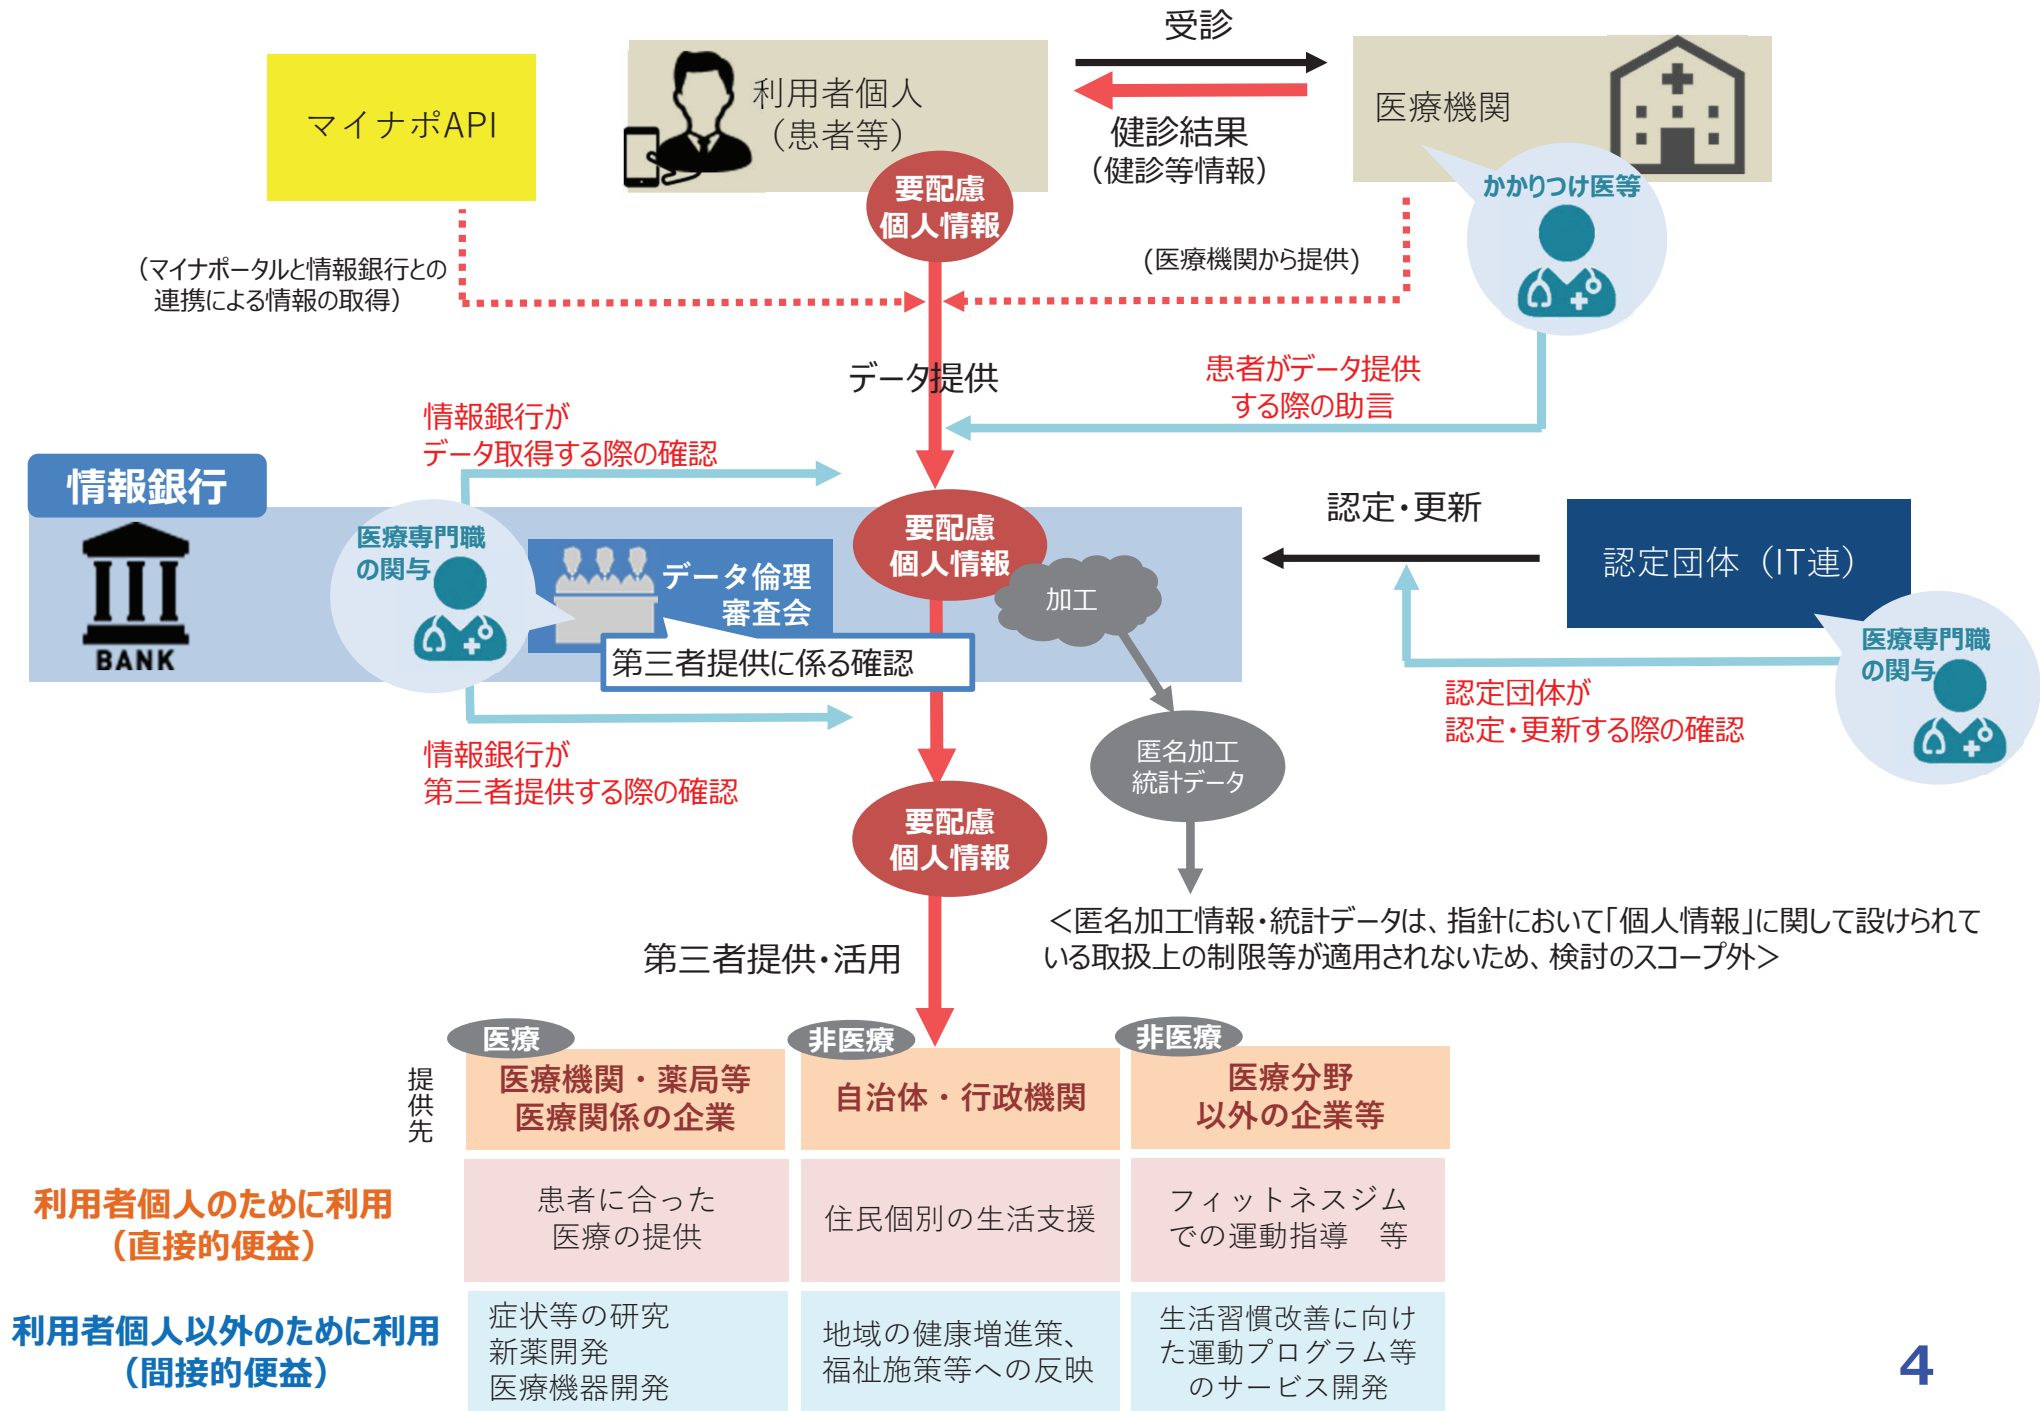 受診
マイナポAPI
利用者個人
（患者等）
医療機関
健診結果
（健診等情報）
要配慮
個人情報
かかりつけ医等
（マイナポータルと情報銀行との
連携による情報の取得）
(医療機関から提供)
データ提供
患者がデータ提供
する際の助言
情報銀行が
データ取得する際の確認
情報銀行
BANK
医療専門職
の関与
データ倫理
審査会
第三者提供に係る確認
要配慮
個人情報
加工
認定・更新
認定団体（IT連）
医療専門職
の関与
認定団体が
認定・更新する際の確認
情報銀行が
第三者提供する際の確認
匿名加工
統計データ
要配慮
個人情報
＜匿名加工情報・統計データは、指針において「個人情報」に関して設けられて
いる取扱上の制限等が適用されないため、検討のスコープ外＞
第三者提供・活用
提供先
医療
医療機関・薬局等
医療関係の企業
非医療
自治体・行政機関
非医療
医療分野
以外の企業等
利用者個人のために利用
（直接的便益）
患者に合った
医療の提供
住民個別の生活支援
フィットネスジム
での運動指導　等
利用者個人以外のために利用
（間接的便益）
症状等の研究
新薬開発
医療機器開発
地域の健康増進策、
福祉施策等への反映
生活習慣改善に向け
た運動プログラム等
のサービス開発
4